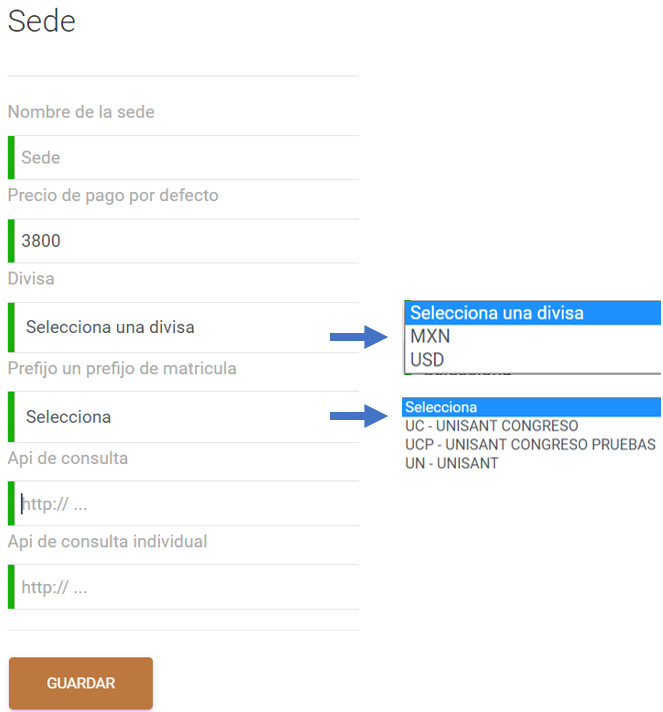 Sede
Nombre de la sede
Sede
Precio de pago por defecto
3800
Divisa
Selecciona una divisa
Selecciona una divisa
MXN
USD
Prefijo un prefijo de matricula
Selecciona
Selecciona
UC - UNISANT CONGRESO
UCP - UNISANT CONGRESO PRUEBAS
UN - UNISANT
Api de consulta
http:// ...
Api de consulta individual
http:// ...
GUARDAR